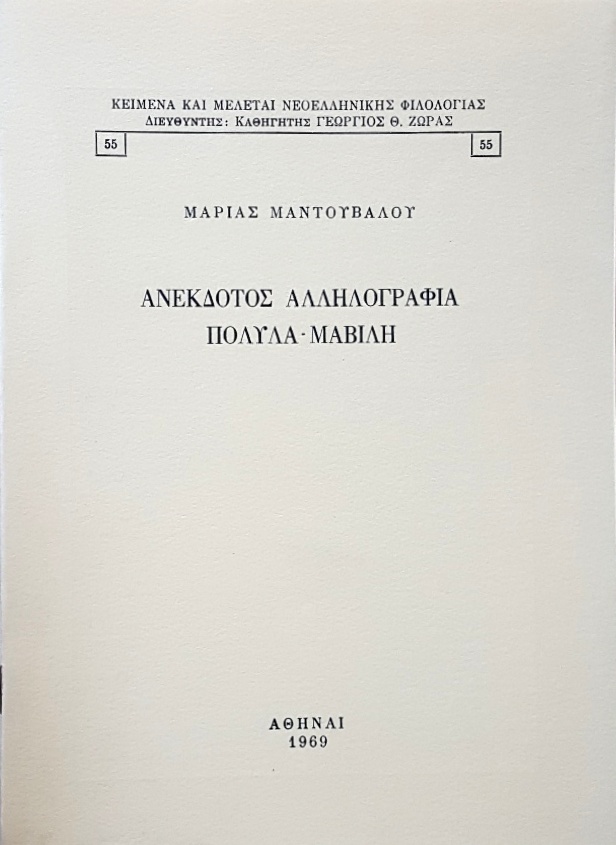 ΚΕΙΜΕΝΑ ΚΑΙ ΜΕΛΕΤΑΙ ΝΕΟΕΛΛΗΝΙΚΗΣ ΦΙΛΟΛΟΓΙΑΣ
ΔΙΕΥΘΥΝΤΗΣ: ΚΑΘΗΓΗΤΗΣ ΓΕΩΡΓΙΟΣ Θ. ΖΩΡΑΣ
55 55
ΜΑΡΙΑΣ ΜΑΝΤΟΥΒΑΛΟΥ
ΑΝΕΚΔΟΤΟΣ ΑΛΛΗΛΟΓΡΑΦΙΑ
ΠΟΛΥΛΑ - ΜΑΒΙΛΗ
ΑΘΗΝΑΙ
1969